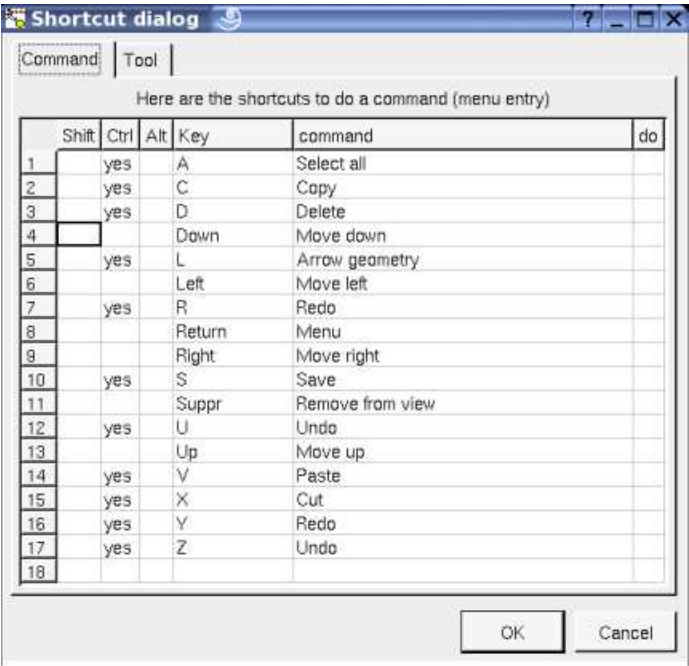 Shortcut dialog ?
Command Tool
Here are the shortcuts to do a command (menu entry)
Shift Ctrl Alt Key command do
1 yes A Select all
2 yes C Copy
3 yes D Delete
4 Down Move down
5 yes L Arrow geometry
6 Left Move left
7 yes R Redo
8 Return Menu
9 Right Move right
10 yes S Save
11 Suppr Remove from view
12 yes U Undo
13 Up Move up
14 yes V Paste
15 yes X Cut
16 yes Y Redo
17 yes Z Undo
18
OK Cancel